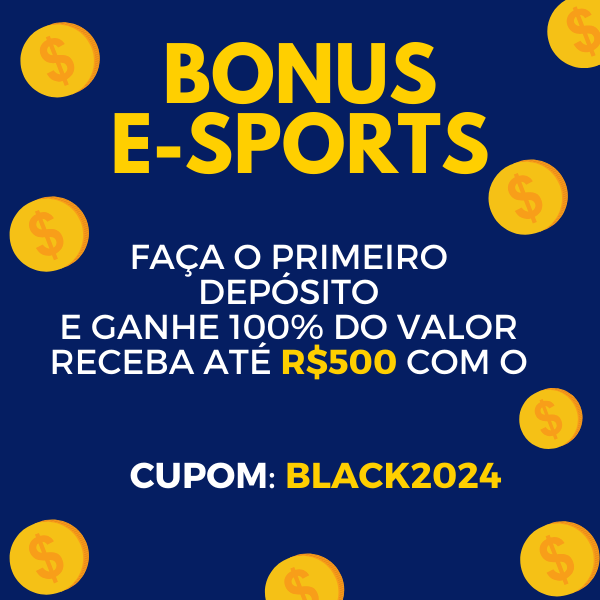 BONUS
E-SPORTS
FAÇA O PRIMEIRO
DEPÓSITO
E GANHE 100% DO VALOR
RECEBA ATÉ R$500 COM O
CUPOM: BLACK2024